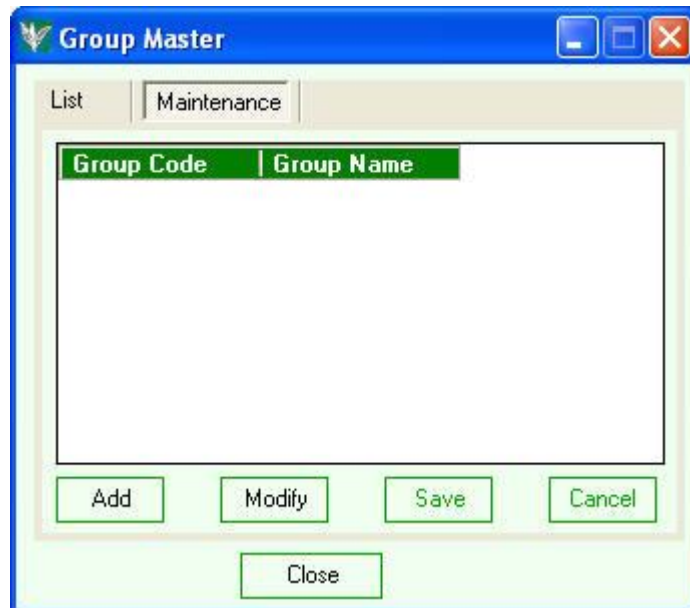 Group Master
List Maintenance
Group Code Group Name
Add Modify Save Cancel
Close